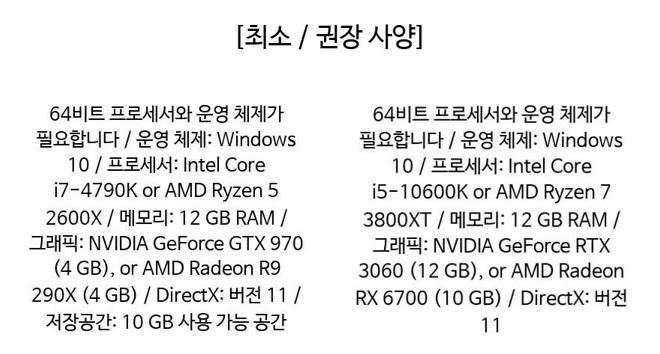 [최소 / 권장 사양]
64비트 프로세서와 운영 체제가
필요합니다 / 운영 체제: Windows
10 / 프로세서: Intel Core
i7-4790K or AMD Ryzen 5
2600X / 메모리: 12 GB RAM /
그래픽: NVIDIA GeForce GTX 970
(4 GB), or AMD Radeon R9
290X (4 GB) / DirectX: 버전 11 /
저장공간: 10 GB 사용 가능 공간
64비트 프로세서와 운영 체제가
필요합니다 / 운영 체제: Windows
10 / 프로세서: Intel Core
i5-10600K or AMD Ryzen 7
3800XT / 메모리: 12 GB RAM /
그래픽: NVIDIA GeForce RTX
3060 (12 GB), or AMD Radeon
RX 6700 (10 GB) / DirectX: 버전
11